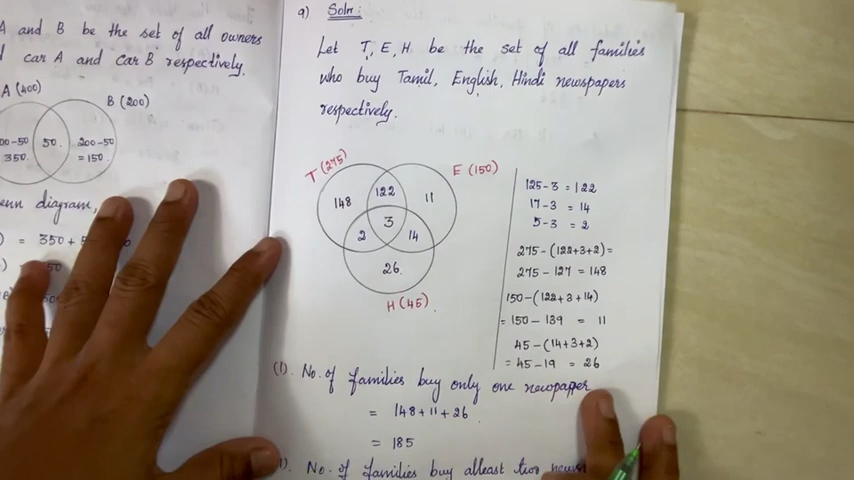 A and B be the set of all owners
car A and car B respectively.
A (400)
B (200)
50.
200-50
350.
= 150.
enn diagram,
= 350 +
9) Soln:
Let T, E, H be the set of all families
who buy Tamil, English, Hindi newspapers
respectively.
T (275)
E (150)
148
122
11
3
2
14
26.
H (45).
125-3 = 122
17-3 = 14
5-3 = 2
275-(122+3+2)=
275-127 = 148
150-(122+3+14)
= 150-139 = 11
45-(14+3+2)
= 45-19 = 26
(i). No. of families buy only one newspaper
= 148+11+26
= 185
No. of families buy atleast two